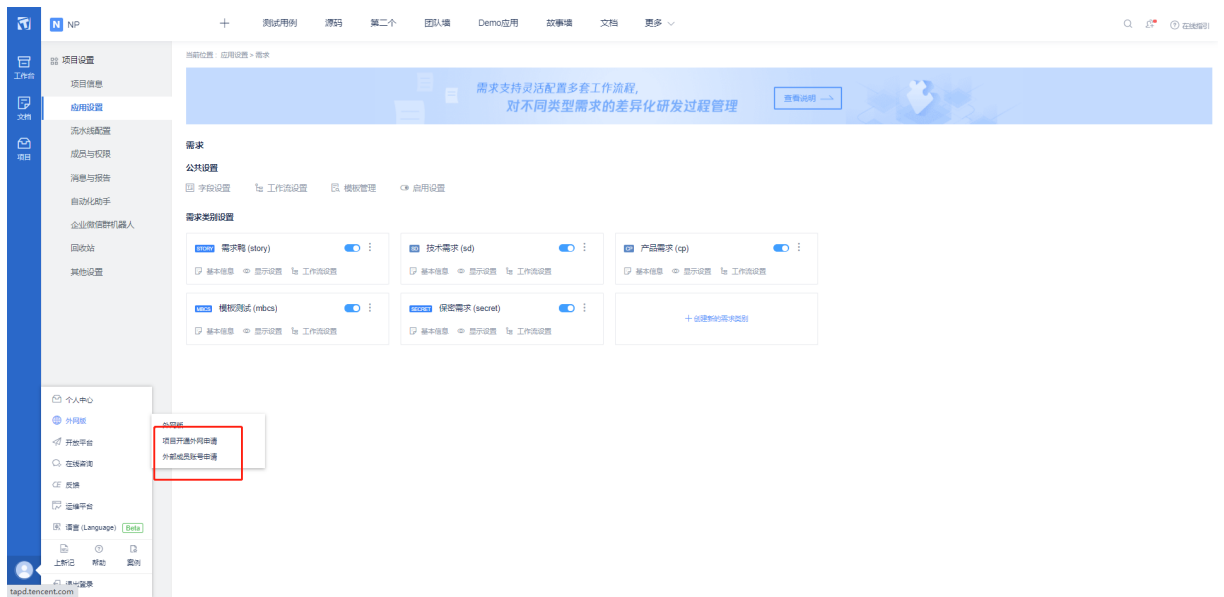 N NP
测试用例 源码 第二个 团队墙 Demo应用 故事墙 文档 更多
在线指引
工作台
文档
项目
项目设置
项目信息
应用设置
流水线配置
成员与权限
消息与报告
自动化助手
企业微信群机器人
回收站
其他设置
当前位置: 应用设置 > 需求
需求支持灵活配置多套工作流程,
对不同类型需求的差异化研发过程管理
查看说明
需求
公共设置
字段设置 工作流设置 模板管理 启用设置
需求类别设置
STORY 需求鸭 (story)
基本信息 显示设置 工作流设置
SD 技术需求 (sd)
基本信息 显示设置 工作流设置
CP 产品需求 (cp)
基本信息 显示设置 工作流设置
MBCS 模板测试 (mbcs)
基本信息 显示设置 工作流设置
SECRET 保密需求 (secret)
基本信息 显示设置 工作流设置
创建新的需求类别
个人中心
外网版
开放平台
在线咨询
反馈
运维平台
语言 (Language) Beta
上新记 帮助 案例
退出登录
外网版
项目开通外网申请
外部成员账号申请
tapd.tencent.com